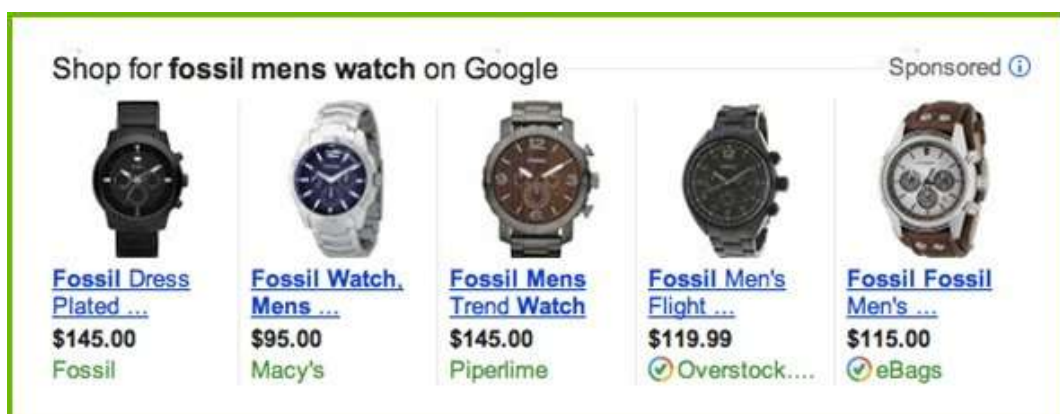 Shop for fossil mens watch on Google
Sponsored
Fossil Dress
Plated ...
$145.00
Fossil
Fossil Watch,
Mens ...
$95.00
Macy's
Fossil Mens
Trend Watch
$145.00
Piperlime
Fossil Men's
Flight ...
$119.99
Overstock....
Fossil Fossil
Men's ...
$115.00
eBags